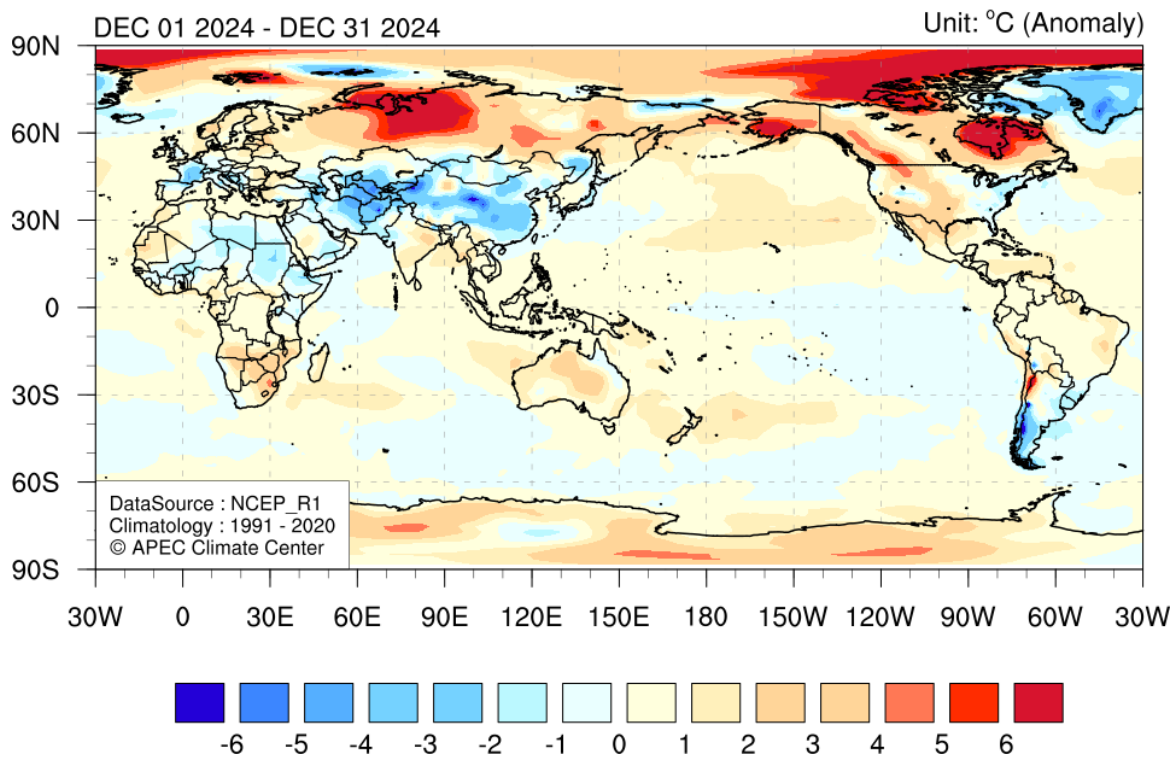 DEC 01 2024 - DEC 31 2024
Unit: °C (Anomaly)
90N
60N
30N
0
30S
60S
90S
DataSource : NCEP_R1
Climatology : 1991 - 2020
© APEC Climate Center
30W 0 30E 60E 90E 120E 150E 180 150W 120W 90W 60W 30W
-6 -5 -4 -3 -2 -1 0 1 2 3 4 5 6